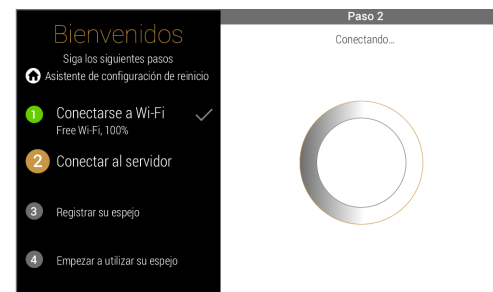 Bienvenidos
Siga los siguientes pasos
Asistente de configuración de reinicio
1 Conectarse a Wi-Fi
Free Wi-Fi, 100%
2 Conectar al servidor
3 Registrar su espejo
4 Empezar a utilizar su espejo
Paso 2
Conectando...